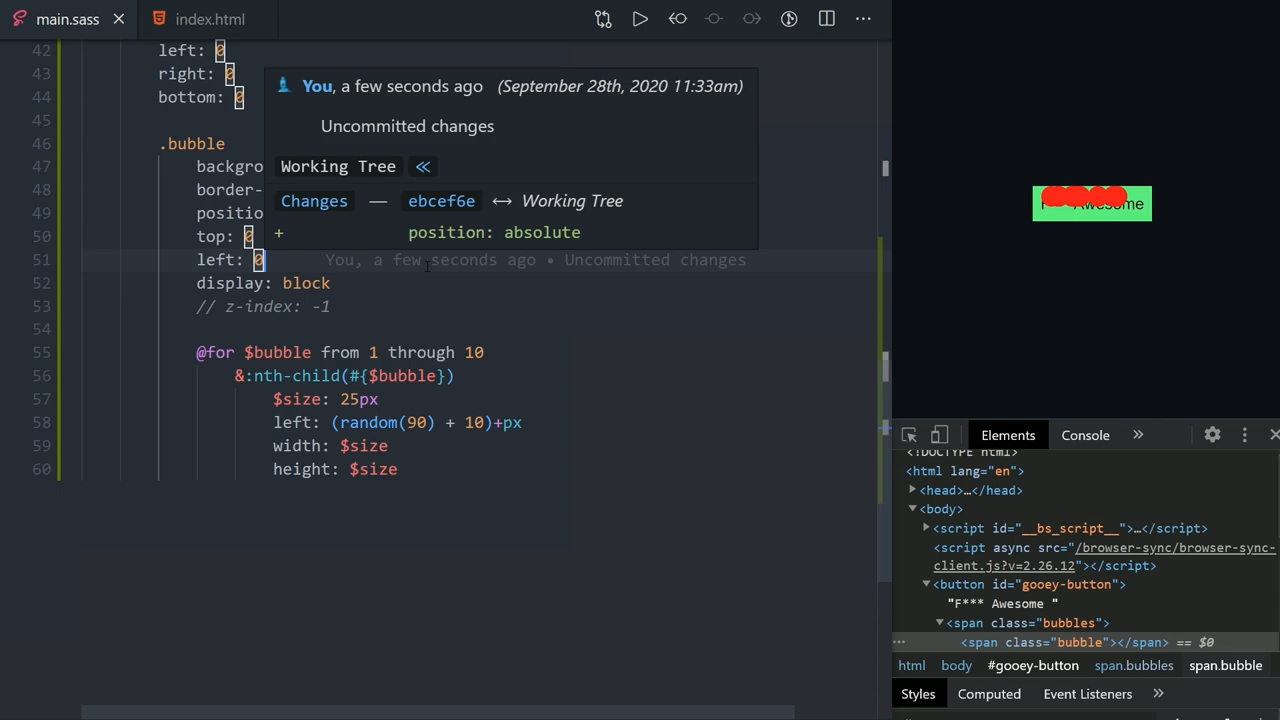 main.sass
index.html
42 left: 0
43 right: 0
44 bottom: 0
45
46 .bubble
47 backgro
48 border-
49 positio
50 top: 0
51 left: 0 You, a few seconds ago • Uncommitted changes
52 display: block
53 // z-index: -1
54
55 @for $bubble from 1 through 10
56 &:nth-child(#{$bubble})
57 $size: 25px
58 left: (random(90) + 10)+px
59 width: $size
60 height: $size
You, a few seconds ago (September 28th, 2020 11:33am)
Uncommitted changes
Working Tree
Changes — ebcef6e ↔ Working Tree
+ position: absolute
Awesome
Elements Console »
<!DOCTYPE html>
<html lang="en">
<head>…</head>
<body>
<script id="__bs_script__">…</script>
<script async src="/browser-sync/browser-sync-
client.js?v=2.26.12"></script>
<button id="gooey-button">
"F*** Awesome "
<span class="bubbles">
<span class="bubble"></span> == $0
html body #gooey-button span.bubbles span.bubble
Styles Computed Event Listeners »